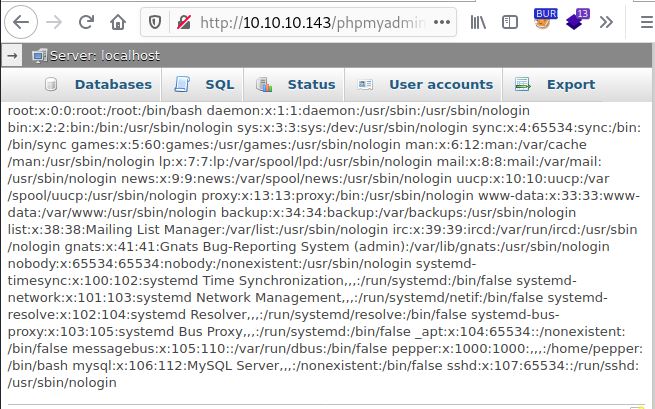 http://10.10.10.143/phpmyadmin
BUR
13
Server: localhost
Databases SQL Status User accounts Export
root:x:0:0:root:/root:/bin/bash daemon:x:1:1:daemon:/usr/sbin:/usr/sbin/nologin
bin:x:2:2:bin:/bin:/usr/sbin/nologin sys:x:3:3:sys:/dev:/usr/sbin/nologin sync:x:4:65534:sync:/bin:
/bin/sync games:x:5:60:games:/usr/games:/usr/sbin/nologin man:x:6:12:man:/var/cache
/man:/usr/sbin/nologin lp:x:7:7:lp:/var/spool/lpd:/usr/sbin/nologin mail:x:8:8:mail:/var/mail:
/usr/sbin/nologin news:x:9:9:news:/var/spool/news:/usr/sbin/nologin uucp:x:10:10:uucp:/var
/spool/uucp:/usr/sbin/nologin proxy:x:13:13:proxy:/bin:/usr/sbin/nologin www-data:x:33:33:www-
data:/var/www:/usr/sbin/nologin backup:x:34:34:backup:/var/backups:/usr/sbin/nologin
list:x:38:38:Mailing List Manager:/var/list:/usr/sbin/nologin irc:x:39:39:ircd:/var/run/ircd:/usr/sbin
/nologin gnats:x:41:41:Gnats Bug-Reporting System (admin):/var/lib/gnats:/usr/sbin/nologin
nobody:x:65534:65534:nobody:/nonexistent:/usr/sbin/nologin systemd-
timesync:x:100:102:systemd Time Synchronization,,,:/run/systemd:/bin/false systemd-
network:x:101:103:systemd Network Management,,,:/run/systemd/netif:/bin/false systemd-
resolve:x:102:104:systemd Resolver,,,:/run/systemd/resolve:/bin/false systemd-bus-
proxy:x:103:105:systemd Bus Proxy,,,:/run/systemd:/bin/false _apt:x:104:65534::/nonexistent:
/bin/false messagebus:x:105:110::/var/run/dbus:/bin/false pepper:x:1000:1000:,,,:/home/pepper:
/bin/bash mysql:x:106:112:MySQL Server,,,:/nonexistent:/bin/false sshd:x:107:65534::/run/sshd:
/usr/sbin/nologin